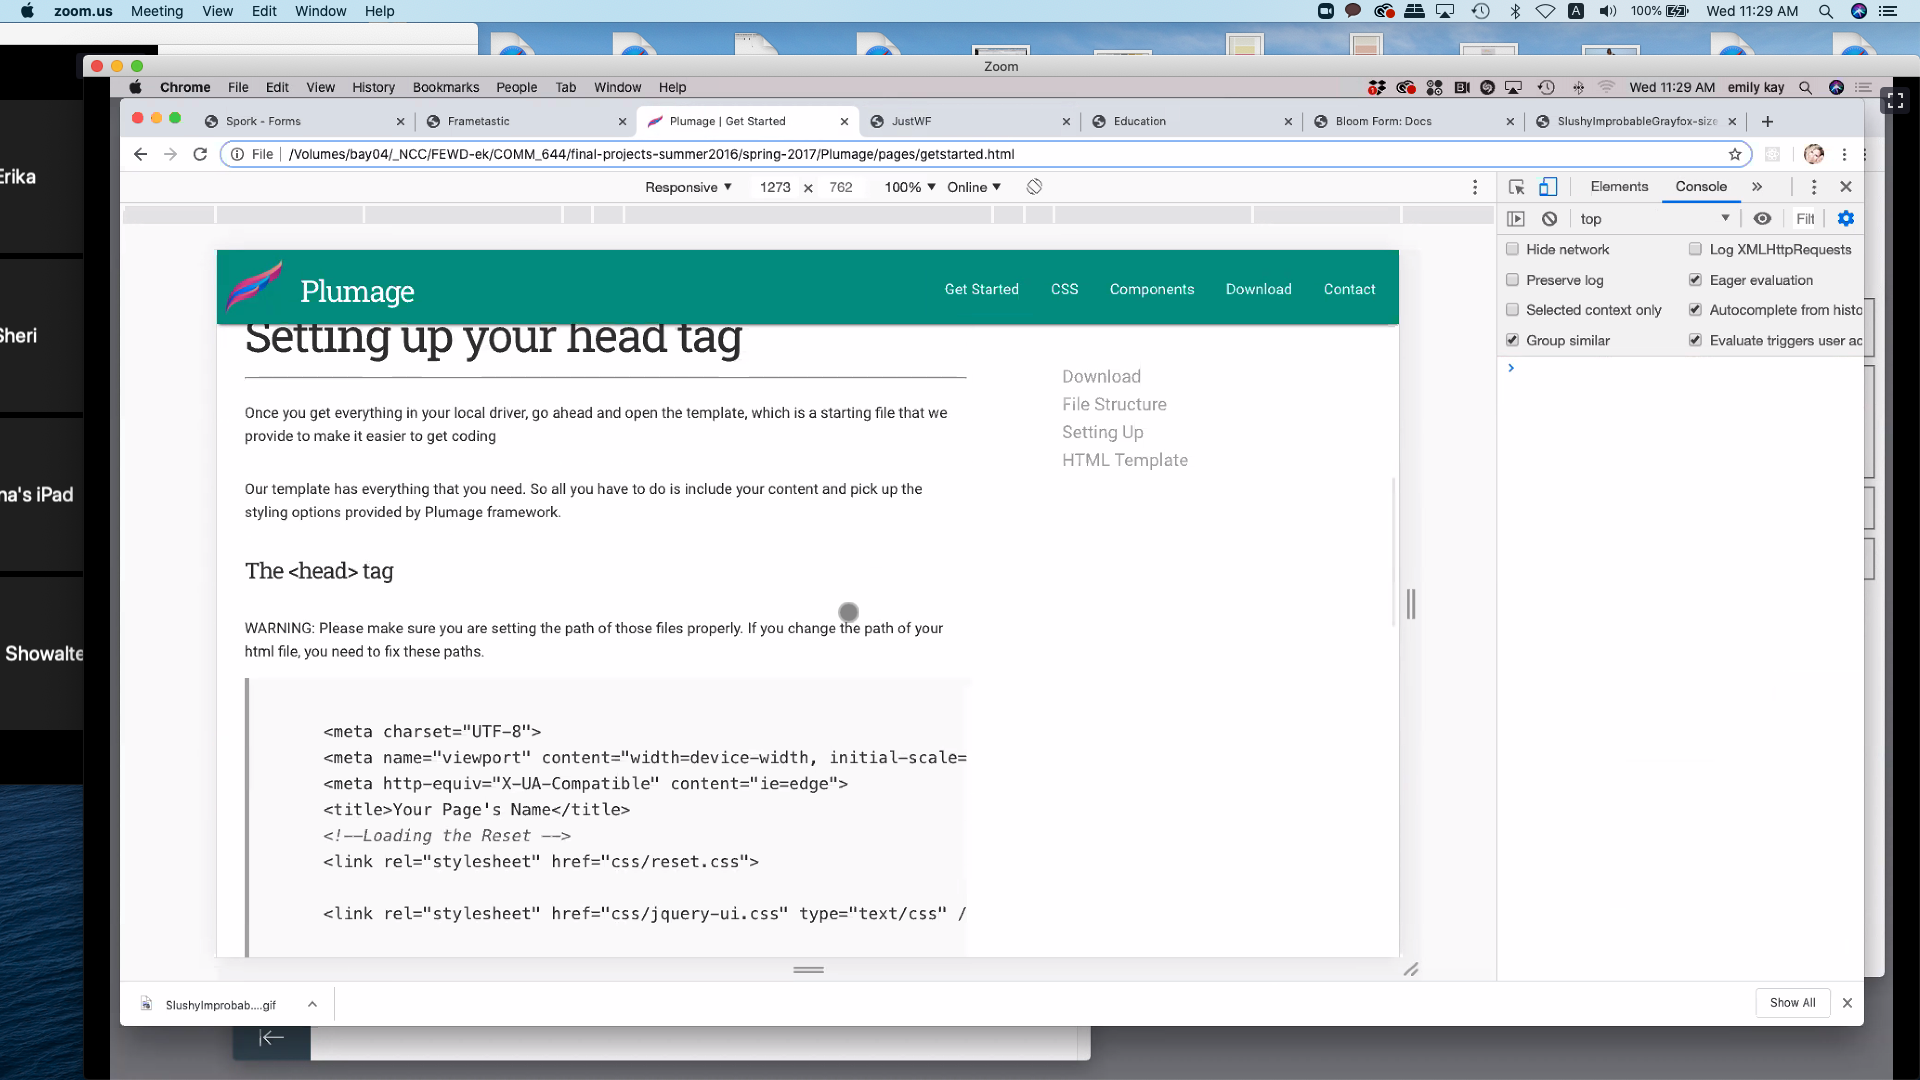 zoom.us Meeting View Edit Window Help
100% Wed 11:29 AM
Zoom
Chrome File Edit View History Bookmarks People Tab Window Help
Wed 11:29 AM emily kay
Spork - Forms
Frametastic
Plumage | Get Started
JustWF
Education
Bloom Form: Docs
SlushyImprobableGrayfox-size
File /Volumes/bay04/_NCC/FEWD-ek/COMM_644/final-projects-summer2016/spring-2017/Plumage/pages/getstarted.html
Responsive 1273 × 762 100% Online
Elements Console »
top Filt
Hide network Log XMLHttpRequests
Preserve log Eager evaluation
Selected context only Autocomplete from histo
Group similar Evaluate triggers user ac
Erika
Sheri
na's iPad
Showalte
Plumage
Get Started CSS Components Download Contact
Setting up your head tag
Once you get everything in your local driver, go ahead and open the template, which is a starting file that we
provide to make it easier to get coding
Our template has everything that you need. So all you have to do is include your content and pick up the
styling options provided by Plumage framework.
The <head> tag
WARNING: Please make sure you are setting the path of those files properly. If you change the path of your
html file, you need to fix these paths.
<meta charset="UTF-8">
<meta name="viewport" content="width=device-width, initial-scale=
<meta http-equiv="X-UA-Compatible" content="ie=edge">
<title>Your Page's Name</title>
<!--Loading the Reset -->
<link rel="stylesheet" href="css/reset.css">
<link rel="stylesheet" href="css/jquery-ui.css" type="text/css" /
Download
File Structure
Setting Up
HTML Template
SlushyImprobab....gif
Show All